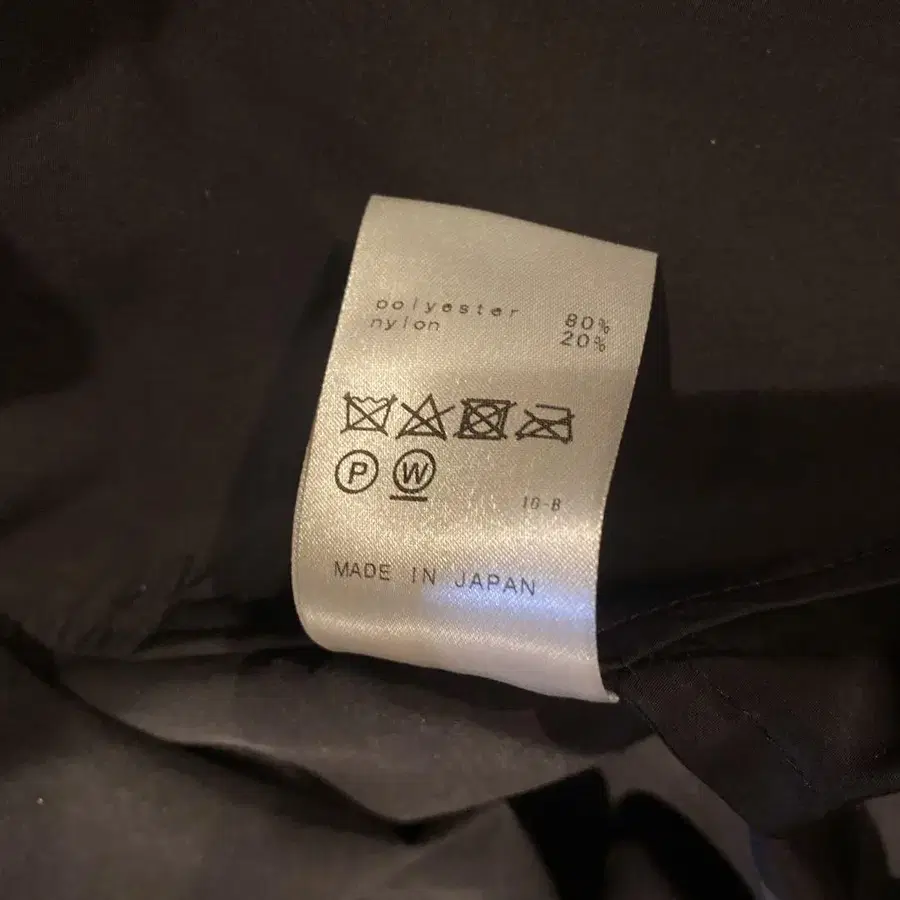 polyester 80%
nylon 20%
P W
10-B
MADE IN JAPAN